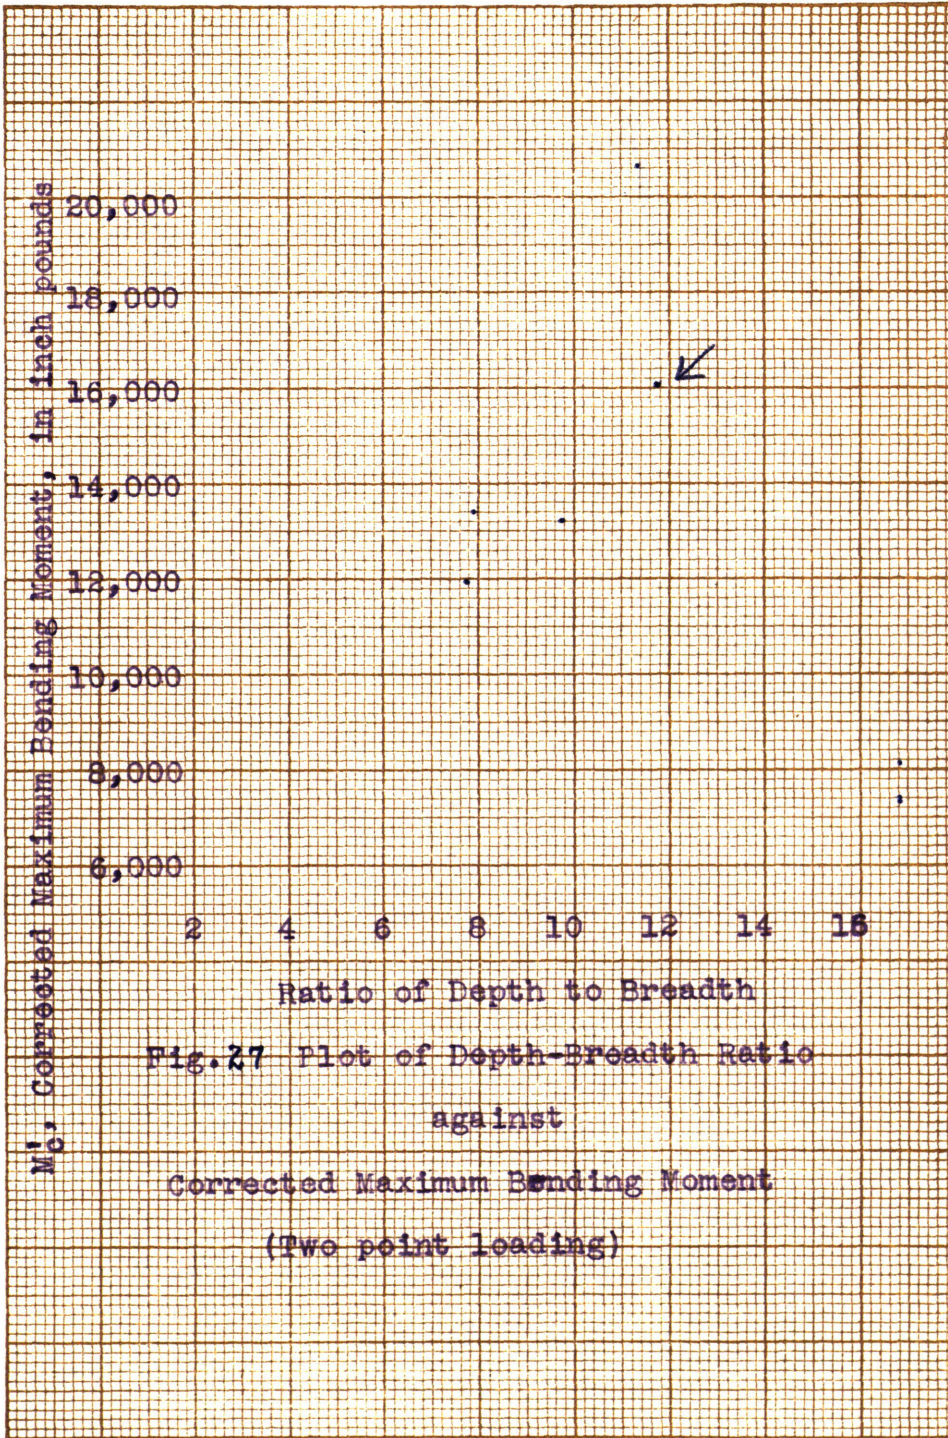 M'c, Corrected Maximum Bending Moment, in inch pounds
20,000
18,000
16,000
14,000
12,000
10,000
8,000
6,000
2 4 6 8 10 12 14 16
Ratio of Depth to Breadth
Fig.27 Plot of Depth-Breadth Ratio
against
Corrected Maximum Bending Moment
(Two point loading)